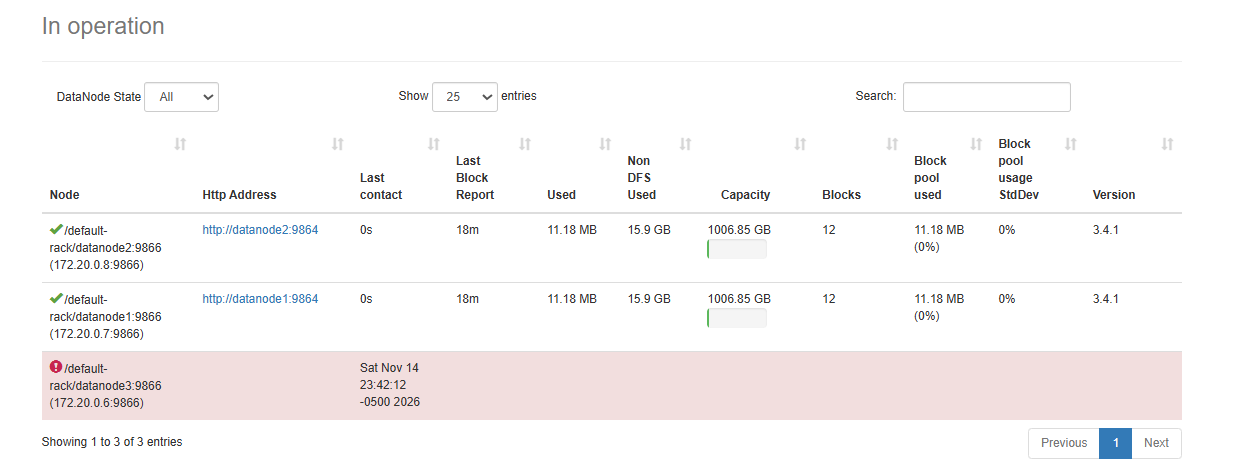 In operation
DataNode State All Show 25 entries Search:
Node Http Address Last contact Last Block Report Used Non DFS Used Capacity Blocks Block pool used Block pool usage StdDev Version
/default-rack/datanode2:9866 (172.20.0.8:9866) http://datanode2:9864 0s 18m 11.18 MB 15.9 GB 1006.85 GB 12 11.18 MB (0%) 0% 3.4.1
/default-rack/datanode1:9866 (172.20.0.7:9866) http://datanode1:9864 0s 18m 11.18 MB 15.9 GB 1006.85 GB 12 11.18 MB (0%) 0% 3.4.1
/default-rack/datanode3:9866 (172.20.0.6:9866) Sat Nov 14 23:42:12 -0500 2026
Showing 1 to 3 of 3 entries Previous 1 Next